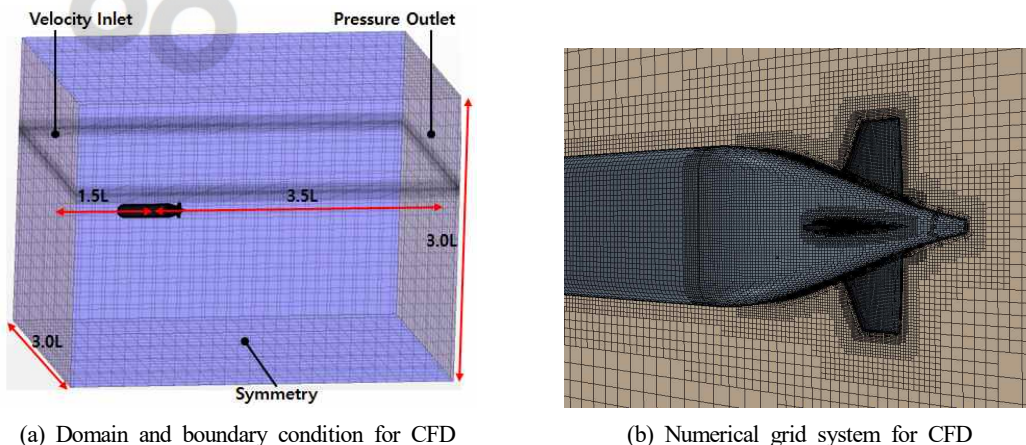 Velocity Inlet
Pressure Outlet
1.5L
3.5L
3.0L
3.0L
Symmetry
(a) Domain and boundary condition for CFD
(b) Numerical grid system for CFD